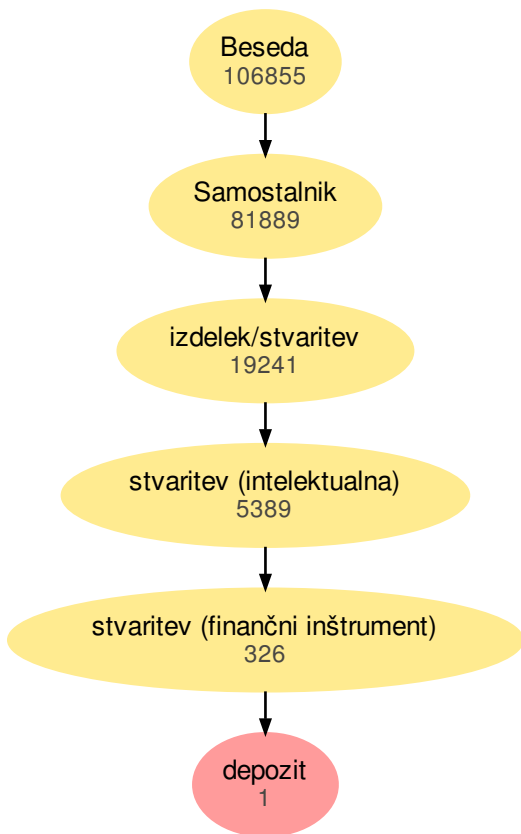 Beseda
106855
Samostalnik
81889
izdelek/stvaritev
19241
stvaritev (intelektualna)
5389
stvaritev (finančni inštrument)
326
depozit
1